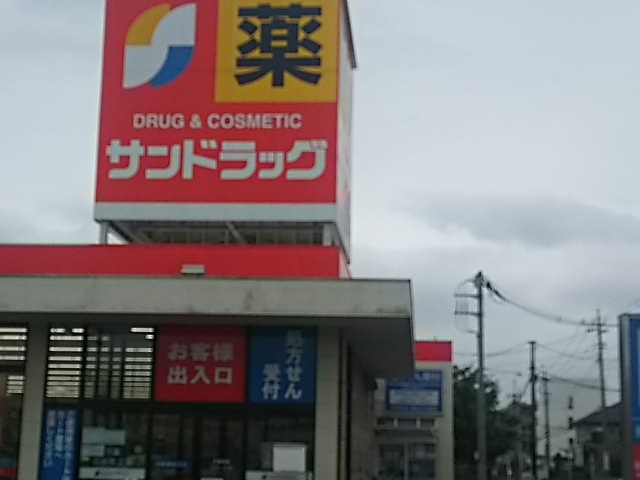 薬
DRUG & COSMETIC
サンドラッグ
お客様
出入口
処方せん
受付